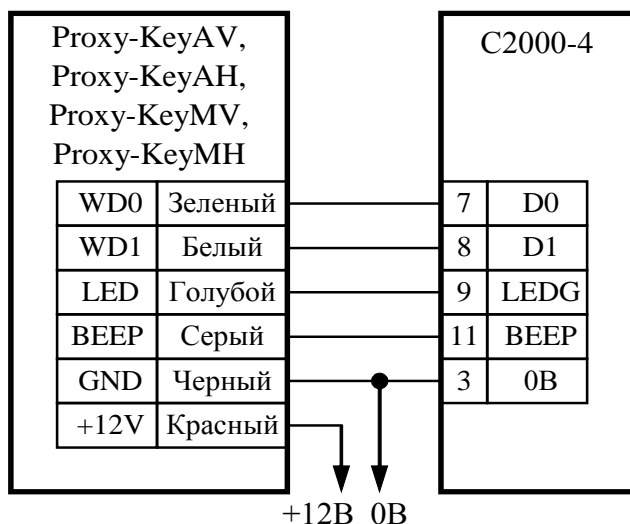 Proxy-KeyAV,
Proxy-KeyAH,
Proxy-KeyMV,
Proxy-KeyMH
C2000-4
WD0 Зеленый 7 D0
WD1 Белый 8 D1
LED Голубой 9 LEDG
BEEP Серый 11 BEEP
GND Черный 3 0В
+12V Красный
+12В 0В